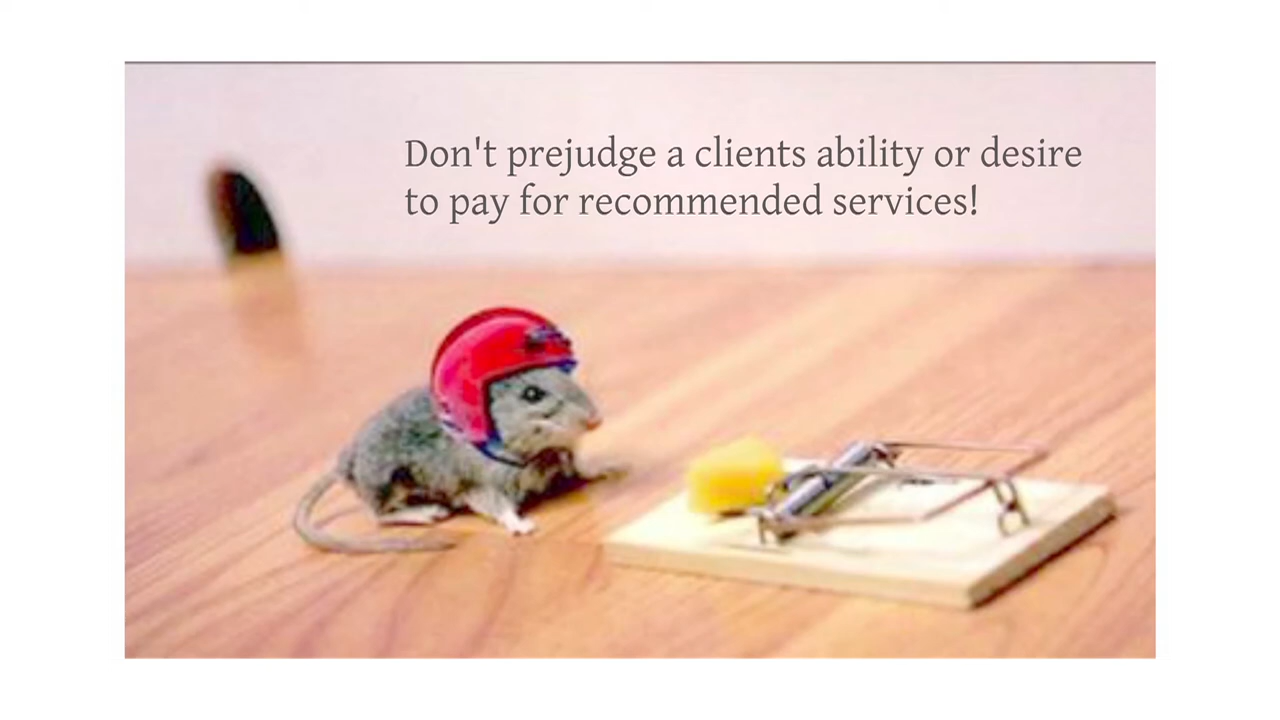 Don't prejudge a clients ability or desire
to pay for recommended services!